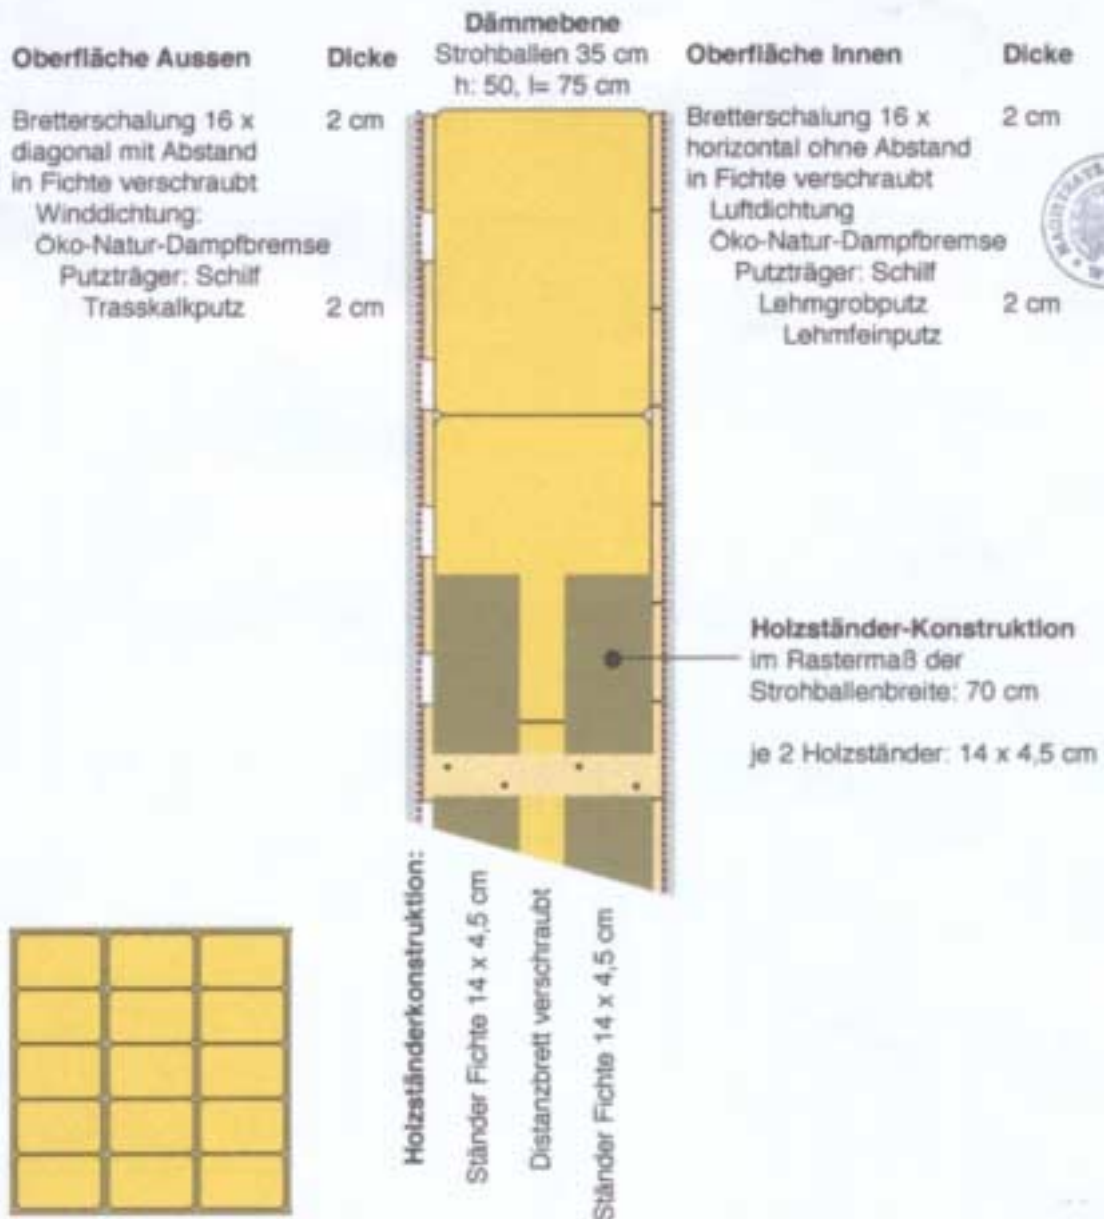 Dämmebene
Strohballen 35 cm
h: 50, l= 75 cm
Oberfläche Aussen Dicke
Bretterschalung 16 x 2 cm
diagonal mit Abstand
in Fichte verschraubt
Winddichtung:
Öko-Natur-Dampfbremse
Putzträger: Schilf
Trasskalkputz 2 cm
Oberfläche Innen Dicke
Bretterschalung 16 x 2 cm
horizontal ohne Abstand
in Fichte verschraubt
Luftdichtung
Öko-Natur-Dampfbremse
Putzträger: Schilf
Lehmgrobputz 2 cm
Lehmfeinputz
Holzständer-Konstruktion
im Rastermaß der
Strohballenbreite: 70 cm
je 2 Holzständer: 14 x 4,5 cm
Holzständerkonstruktion:
Ständer Fichte 14 x 4,5 cm
Distanzbrett verschraubt
Ständer Fichte 14 x 4,5 cm